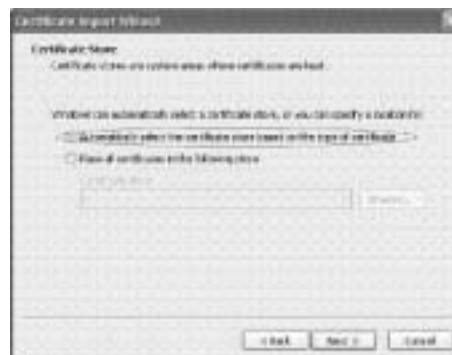 Certificate Import Wizard
Certificate Store
Certificate stores are system areas where certificates are kept.
Windows can automatically select a certificate store, or you can specify a location for
Automatically select the certificate store based on the type of certificate
Place all certificates in the following store
Certificate store:
Browse...
< Back
Next >
Cancel